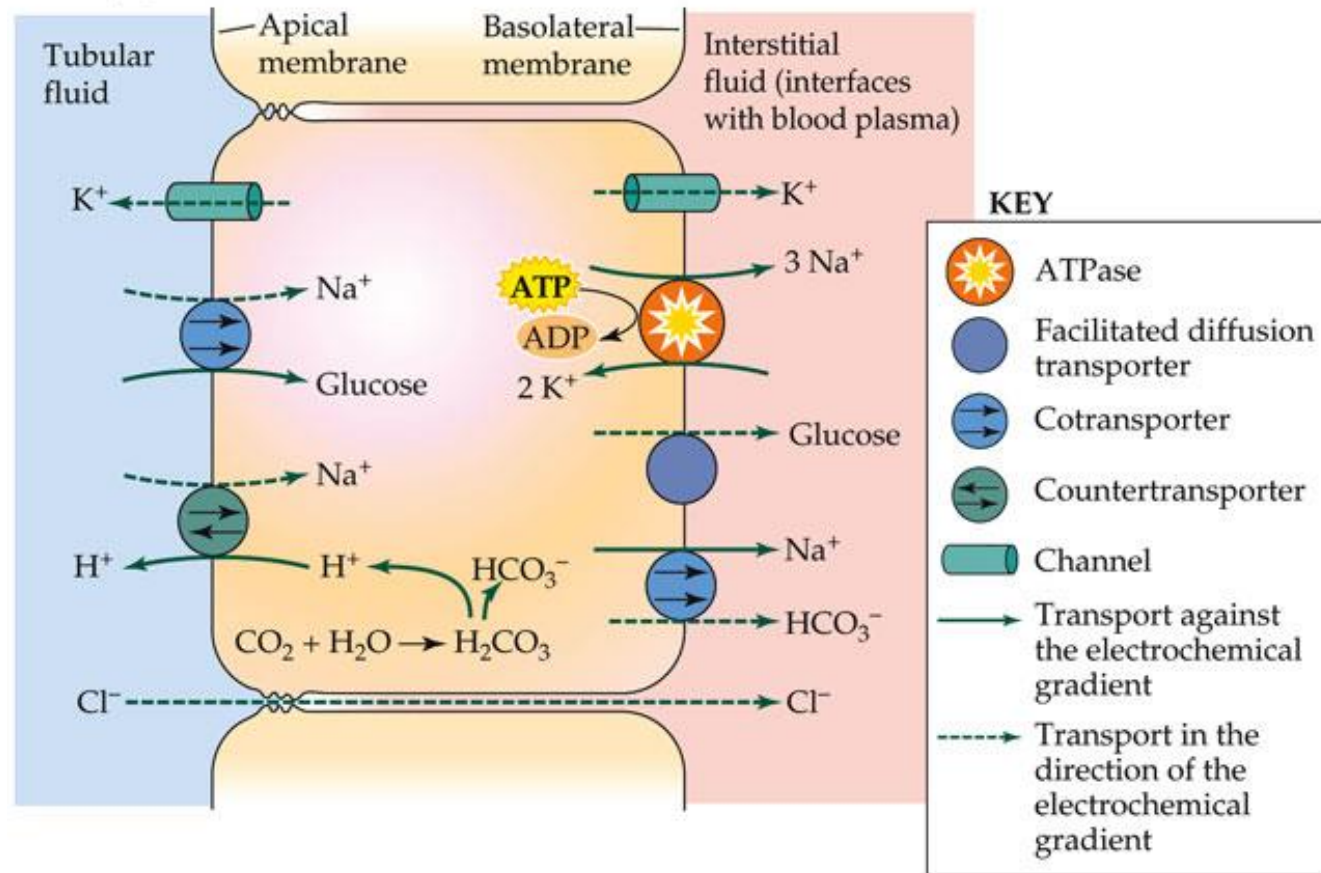 Tubular
fluid
Apical
membrane
Basolateral
membrane
Interstitial
fluid (interfaces
with blood plasma)
K⁺
K⁺
Na⁺
Glucose
ATP
ADP
3 Na⁺
2 K⁺
Glucose
Na⁺
H⁺
H⁺
HCO₃⁻
CO₂ + H₂O → H₂CO₃
Na⁺
HCO₃⁻
Cl⁻
Cl⁻
KEY
ATPase
Facilitated diffusion
transporter
Cotransporter
Countertransporter
Channel
Transport against
the electrochemical
gradient
Transport in the
direction of the
electrochemical
gradient